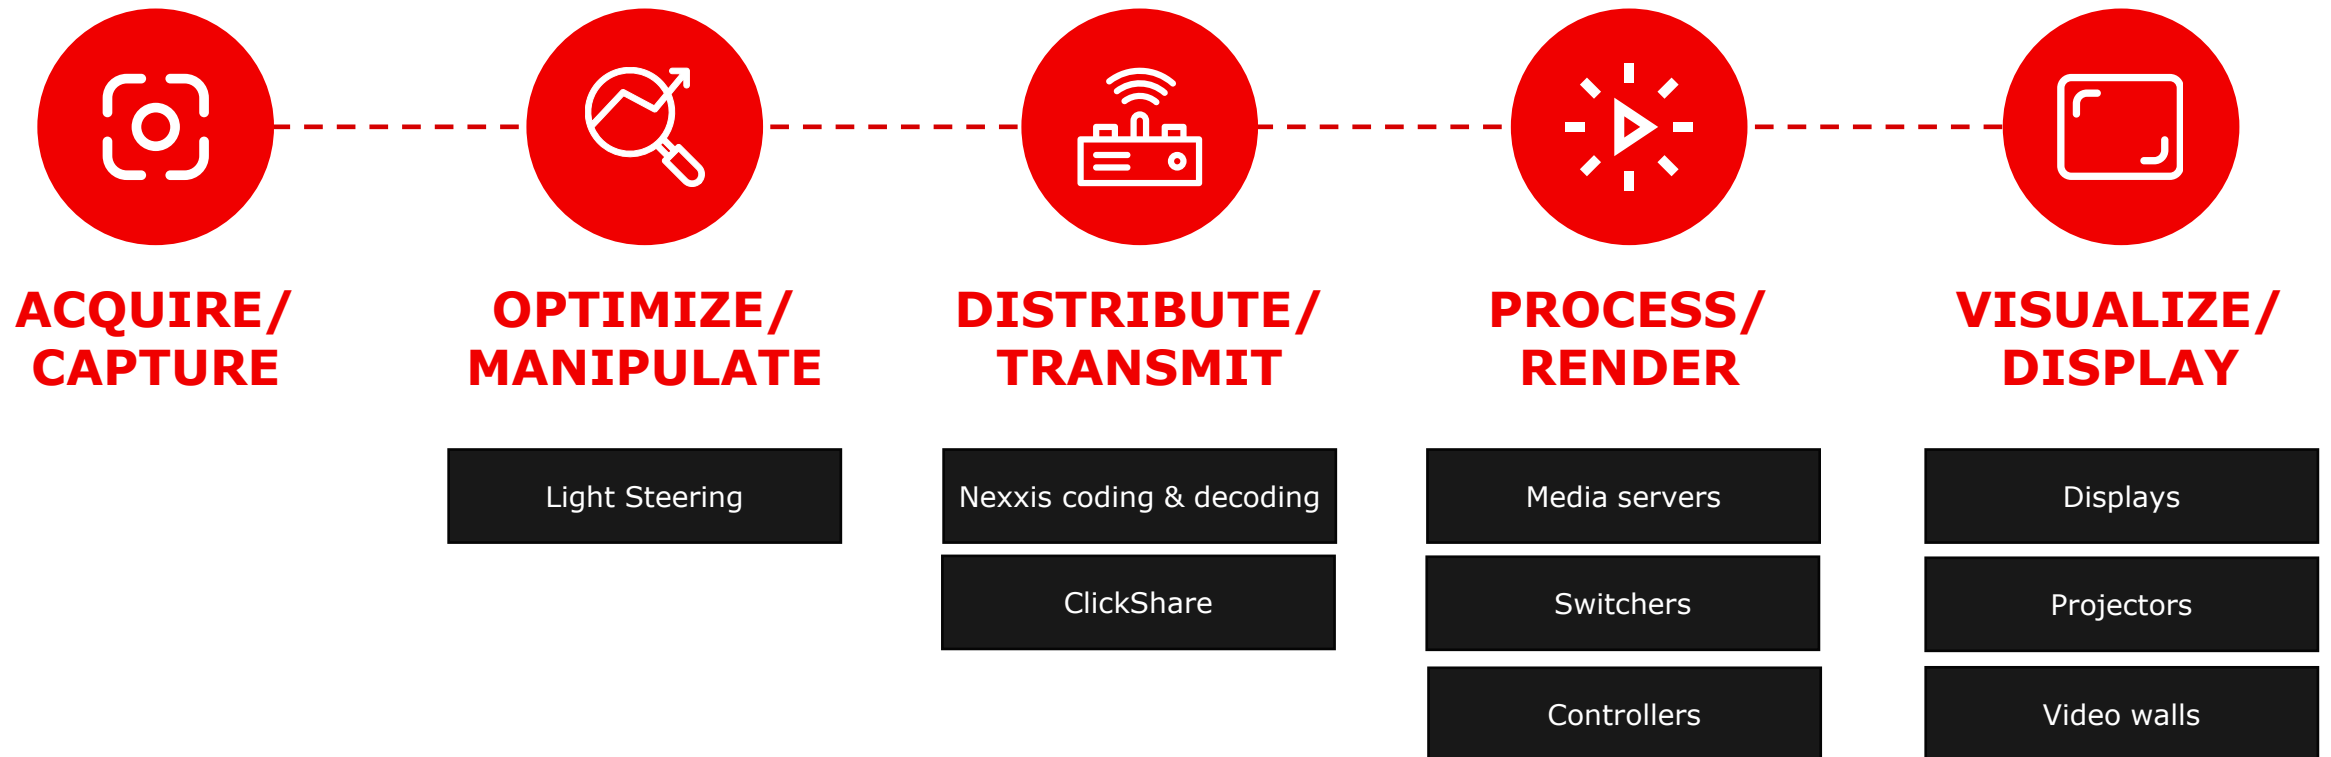 ACQUIRE/
CAPTURE
OPTIMIZE/
MANIPULATE
DISTRIBUTE/
TRANSMIT
PROCESS/
RENDER
VISUALIZE/
DISPLAY
Light Steering
Nexxis coding & decoding
ClickShare
Media servers
Switchers
Controllers
Displays
Projectors
Video walls